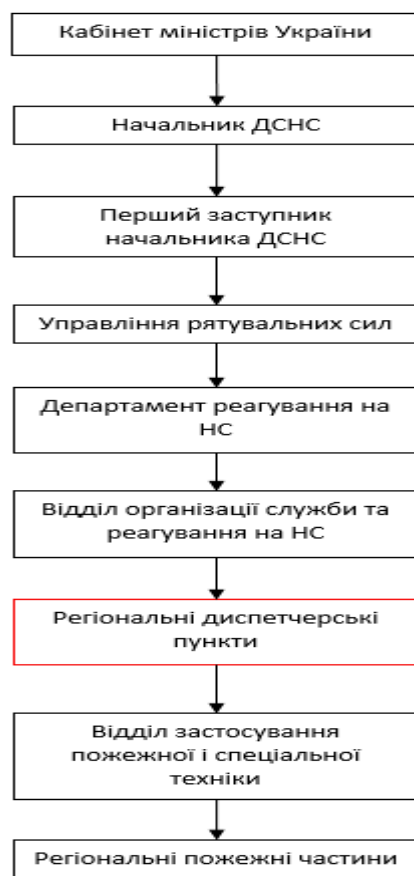 Кабінет міністрів України
Начальник ДСНС
Перший заступник
начальника ДСНС
Управління рятувальних сил
Департамент реагування на
НС
Відділ організації служби та
реагування на НС
Регіональні диспетчерські
пункти
Відділ застосування
пожежної і спеціальної
техніки
Регіональні пожежні частини